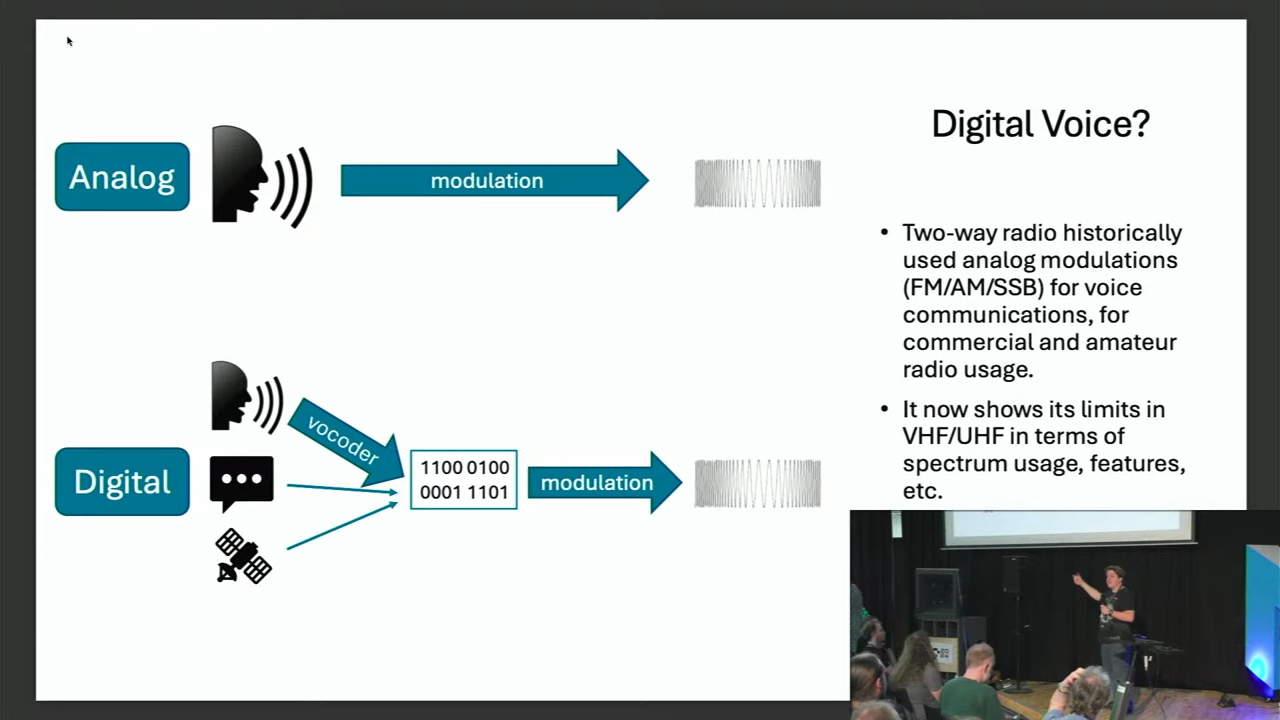 Digital Voice?
Analog
modulation
• Two-way radio historically
used analog modulations
(FM/AM/SSB) for voice
communications, for
commercial and amateur
radio usage.
• It now shows its limits in
VHF/UHF in terms of
spectrum usage, features,
etc.
vocoder
Digital
1100 0100
0001 1101
modulation